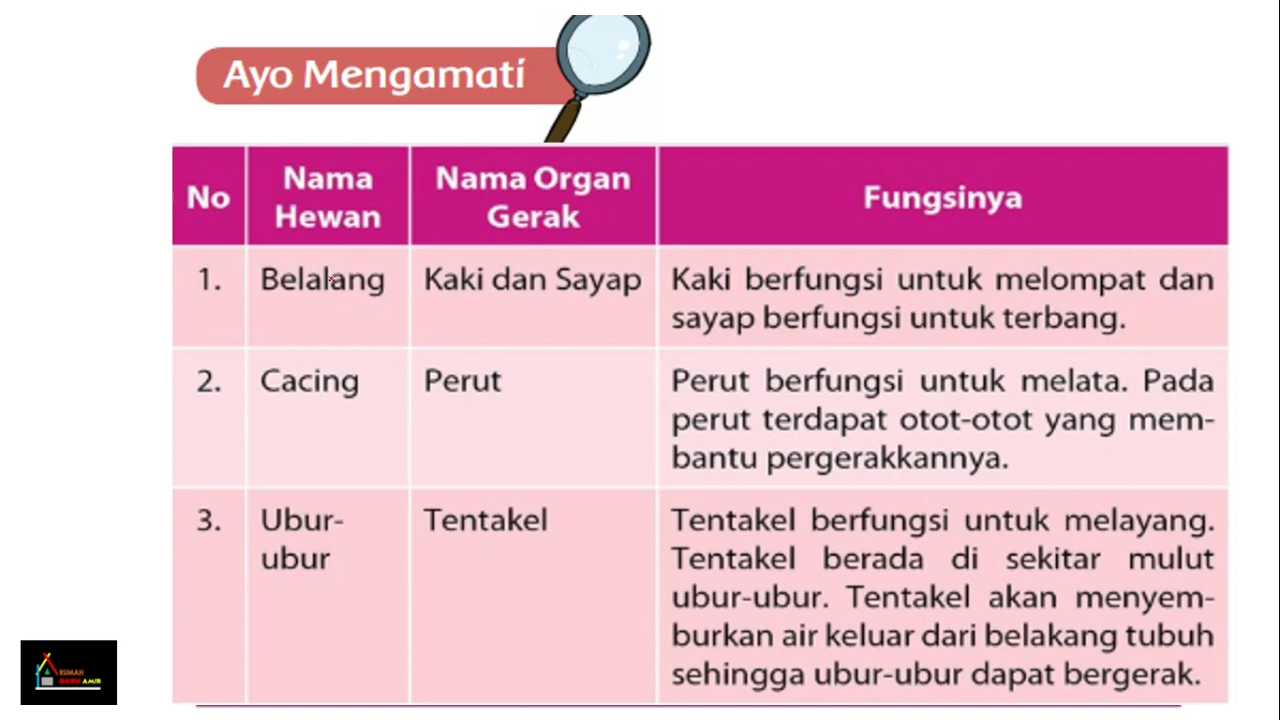 Ayo Mengamati
No
Nama
Hewan
Nama Organ
Gerak
Fungsinya
1.
Belalang
Kaki dan Sayap
Kaki berfungsi untuk melompat dan
sayap berfungsi untuk terbang.
2.
Cacing
Perut
Perut berfungsi untuk melata. Pada
perut terdapat otot-otot yang mem-
bantu pergerakkannya.
3.
Ubur-
ubur
Tentakel
Tentakel berfungsi untuk melayang.
Tentakel berada di sekitar mulut
ubur-ubur. Tentakel akan menyem-
burkan air keluar dari belakang tubuh
sehingga ubur-ubur dapat bergerak.
RUMAH
GURU AMIR